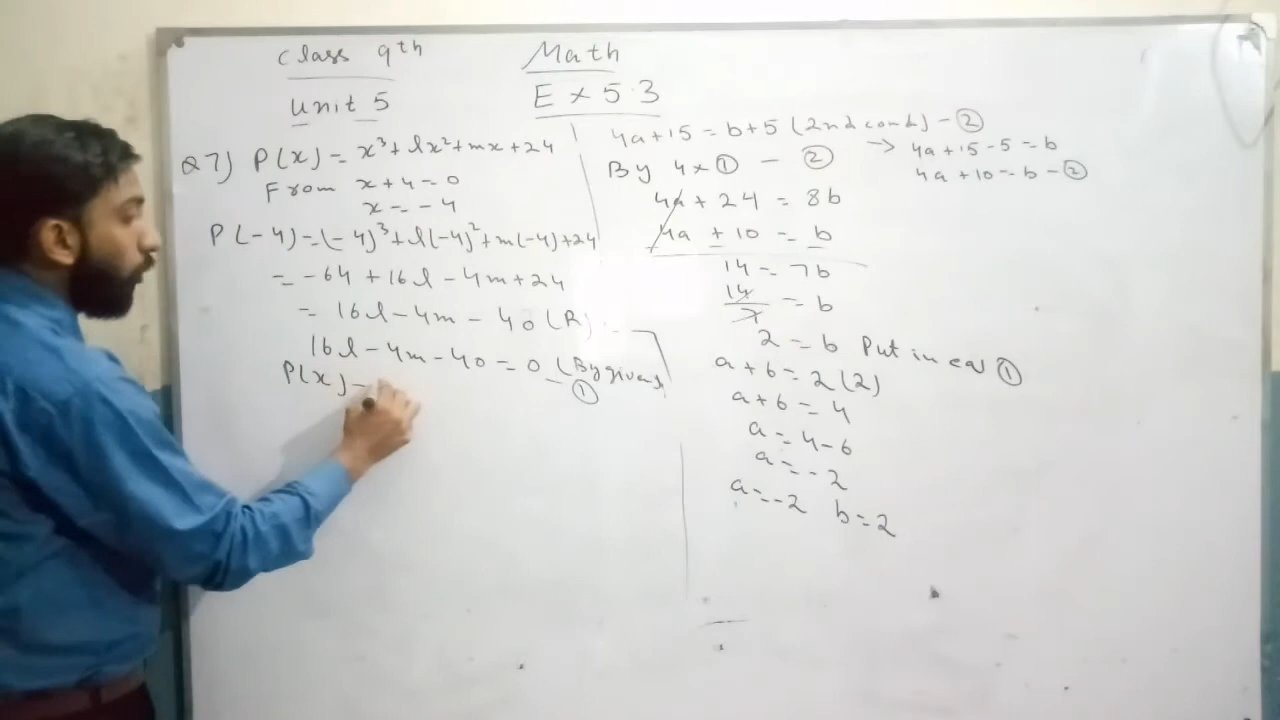 Class 9th
Math
Unit 5
Ex 5.3
Q7) P(x) = x³ + lx² + mx + 24
From x + 4 = 0
x = -4
P(-4) = (-4)³ + l(-4)² + m(-4) + 24
= -64 + 16l - 4m + 24
= 16l - 4m - 40 (R)
16l - 4m - 40 = 0 (By given)
- ①
P(x) =
4a + 15 = b + 5 (2nd cond) - ②
→ 4a + 15 - 5 = b
4a + 10 = b - ②
By 4 × ① - ②
4a + 24 = 8b
4a + 10 = b
- -
14 = 7b
14/7 = b
2 = b Put in eq ①
a + 6 = 2(2)
a + 6 = 4
a = 4 - 6
a = -2
a = -2 b = 2